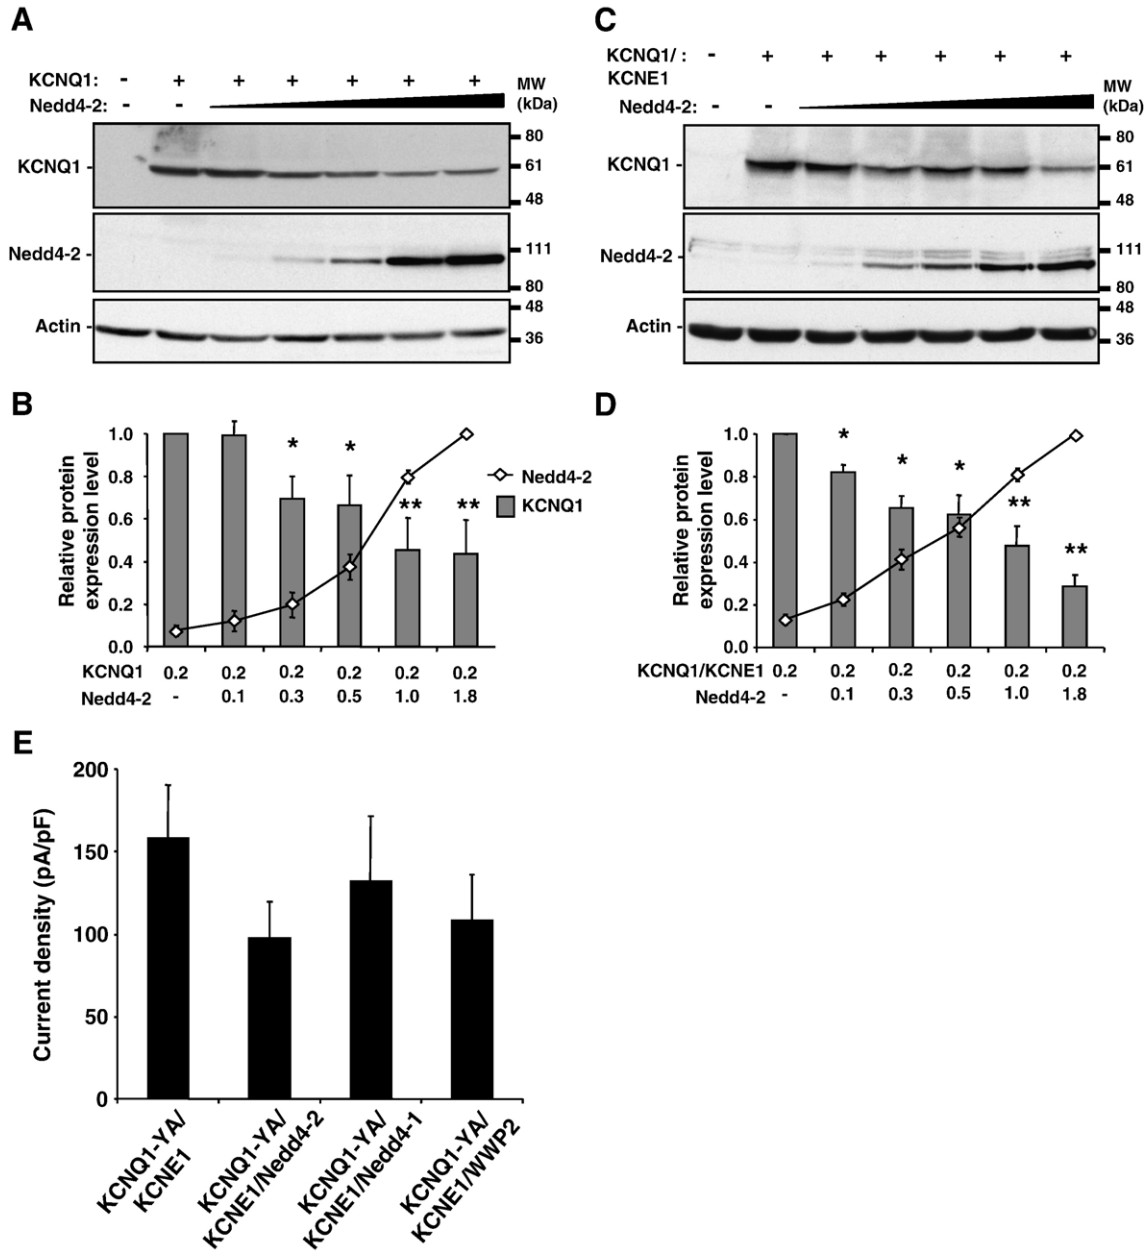 A
KCNQ1: - + + + + + +
Nedd4-2: - -
MW
(kDa)
KCNQ1 -
80
61
48
Nedd4-2 -
111
80
Actin -
48
36
C
KCNQ1/ : - + + + + + +
KCNE1
Nedd4-2: - -
MW
(kDa)
KCNQ1 -
80
61
48
Nedd4-2 -
111
80
Actin -
48
36
B
Relative protein
expression level
1.0
0.8
0.6
0.4
0.2
0.0
* * ** **
Nedd4-2
KCNQ1
KCNQ1 0.2 0.2 0.2 0.2 0.2 0.2
Nedd4-2 - 0.1 0.3 0.5 1.0 1.8
D
Relative protein
expression level
1.0
0.8
0.6
0.4
0.2
0.0
* * * ** **
KCNQ1/KCNE1 0.2 0.2 0.2 0.2 0.2 0.2
Nedd4-2 - 0.1 0.3 0.5 1.0 1.8
E
Current density (pA/pF)
200
150
100
50
0
KCNQ1-YA/
KCNE1
KCNQ1-YA/
KCNE1/Nedd4-2
KCNQ1-YA/
KCNE1/Nedd4-1
KCNQ1-YA/
KCNE1/WWP2